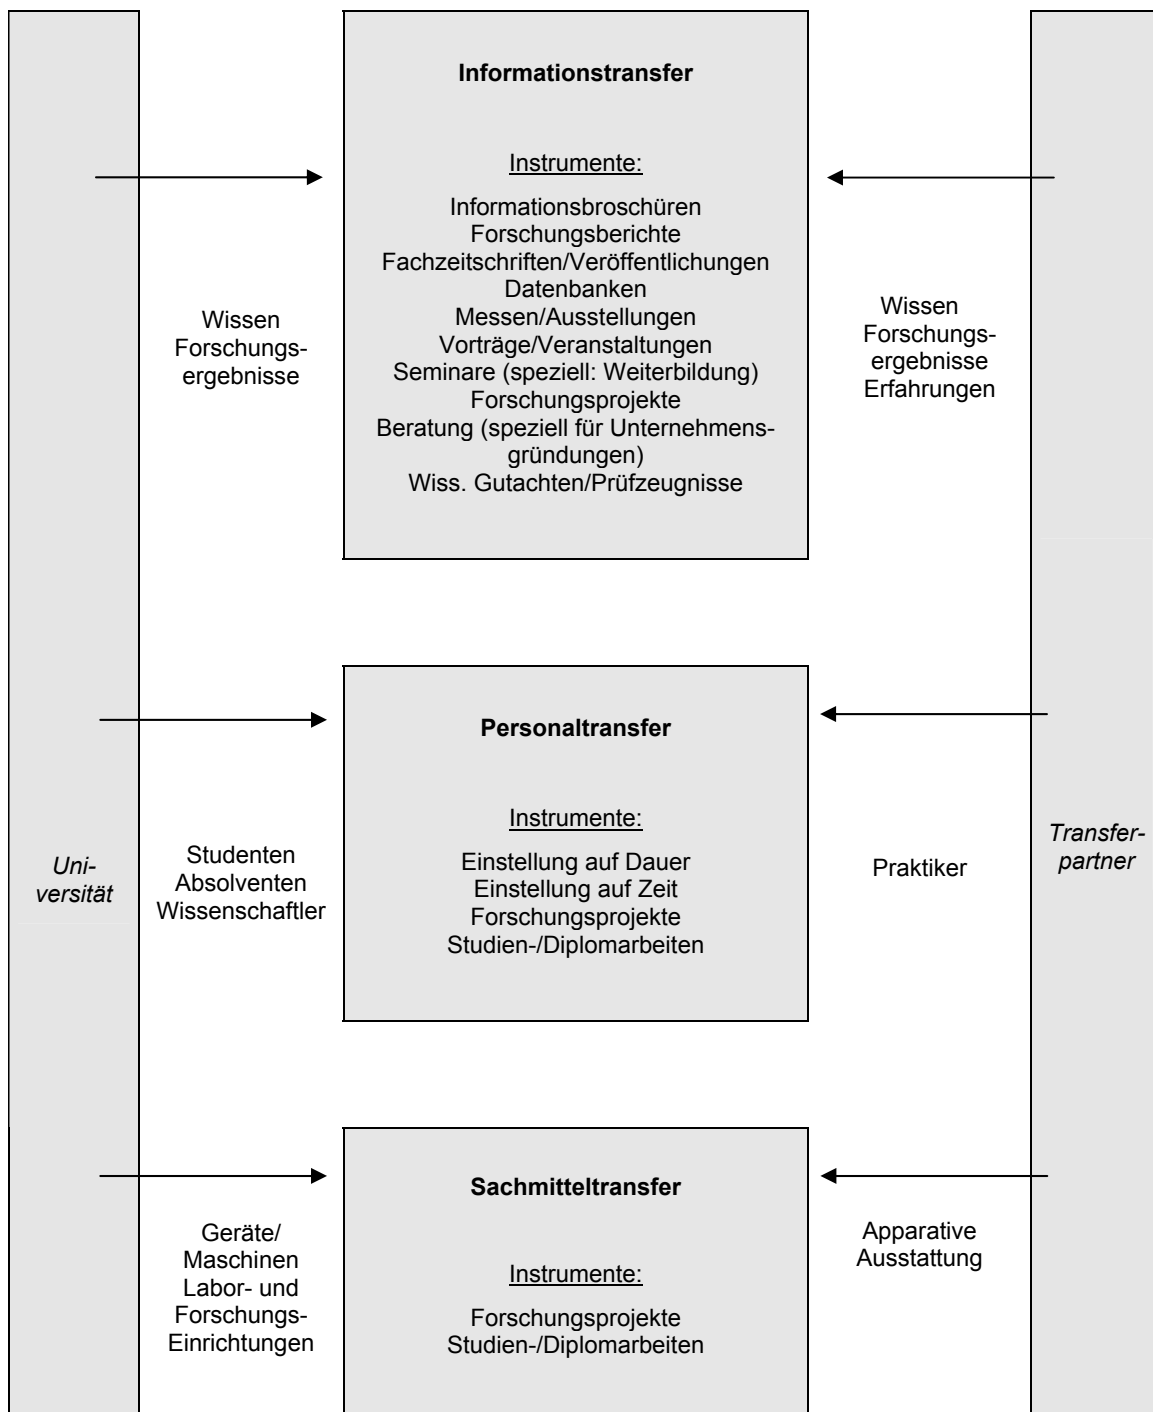 Informationstransfer
Instrumente:
Informationsbroschüren
Forschungsberichte
Fachzeitschriften/Veröffentlichungen
Datenbanken
Messen/Ausstellungen
Vorträge/Veranstaltungen
Seminare (speziell: Weiterbildung)
Forschungsprojekte
Beratung (speziell für Unternehmens-
gründungen)
Wiss. Gutachten/Prüfzeugnisse
Wissen
Forschungs-
ergebnisse
Wissen
Forschungs-
ergebnisse
Erfahrungen
Personaltransfer
Instrumente:
Einstellung auf Dauer
Einstellung auf Zeit
Forschungsprojekte
Studien-/Diplomarbeiten
Uni-
versität
Studenten
Absolventen
Wissenschaftler
Praktiker
Transfer-
partner
Sachmitteltransfer
Instrumente:
Forschungsprojekte
Studien-/Diplomarbeiten
Geräte/
Maschinen
Labor- und
Forschungs-
Einrichtungen
Apparative
Ausstattung